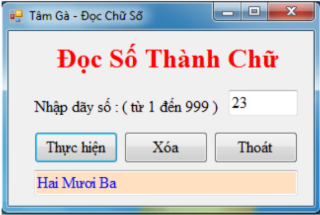 Tâm Gà - Đọc Chữ Số
Đọc Số Thành Chữ
Nhập dãy số : ( từ 1 đến 999 ) 23
Thực hiện Xóa Thoát
Hai Mươi Ba